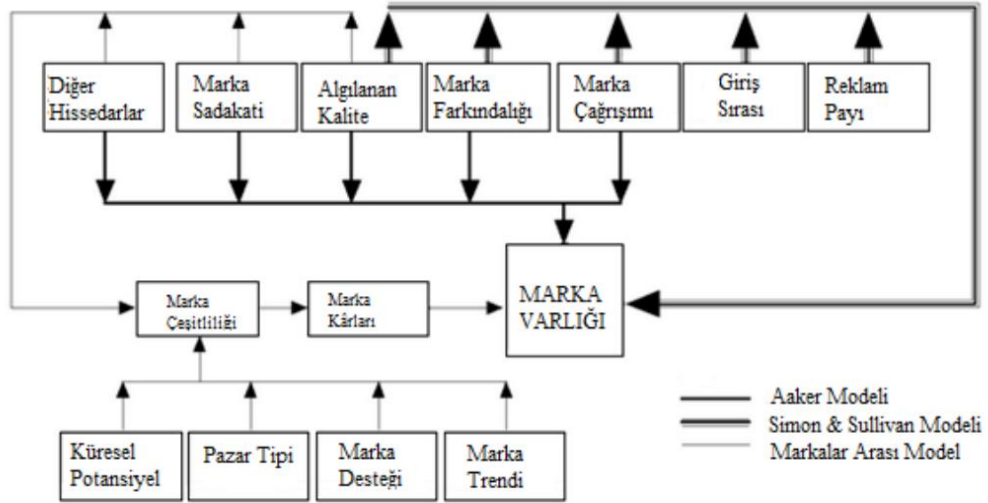 Diğer
Hissedarlar
Marka
Sadakati
Algılanan
Kalite
Marka
Farkındalığı
Marka
Çağrışımı
Giriş
Sırası
Reklam
Payı
Marka
Çeşitliliği
Marka
Kârları
MARKA
VARLIĞI
Küresel
Potansiyel
Pazar Tipi
Marka
Desteği
Marka
Trendi
Aaker Modeli
Simon & Sullivan Modeli
Markalar Arası Model